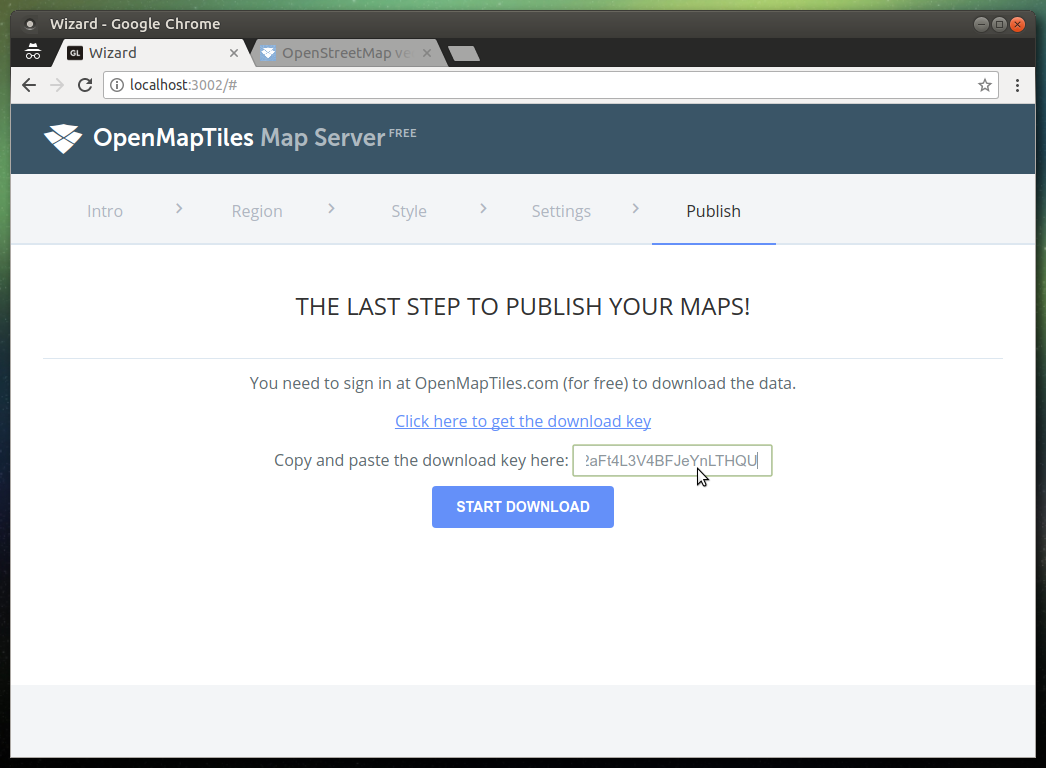 Wizard - Google Chrome
GL Wizard
OpenStreetMap ve
localhost:3002/#
OpenMapTiles Map Server FREE
Intro > Region > Style > Settings > Publish
THE LAST STEP TO PUBLISH YOUR MAPS!
You need to sign in at OpenMapTiles.com (for free) to download the data.
Click here to get the download key
Copy and paste the download key here: 2aFt4L3V4BFJeYnLTHQU
START DOWNLOAD